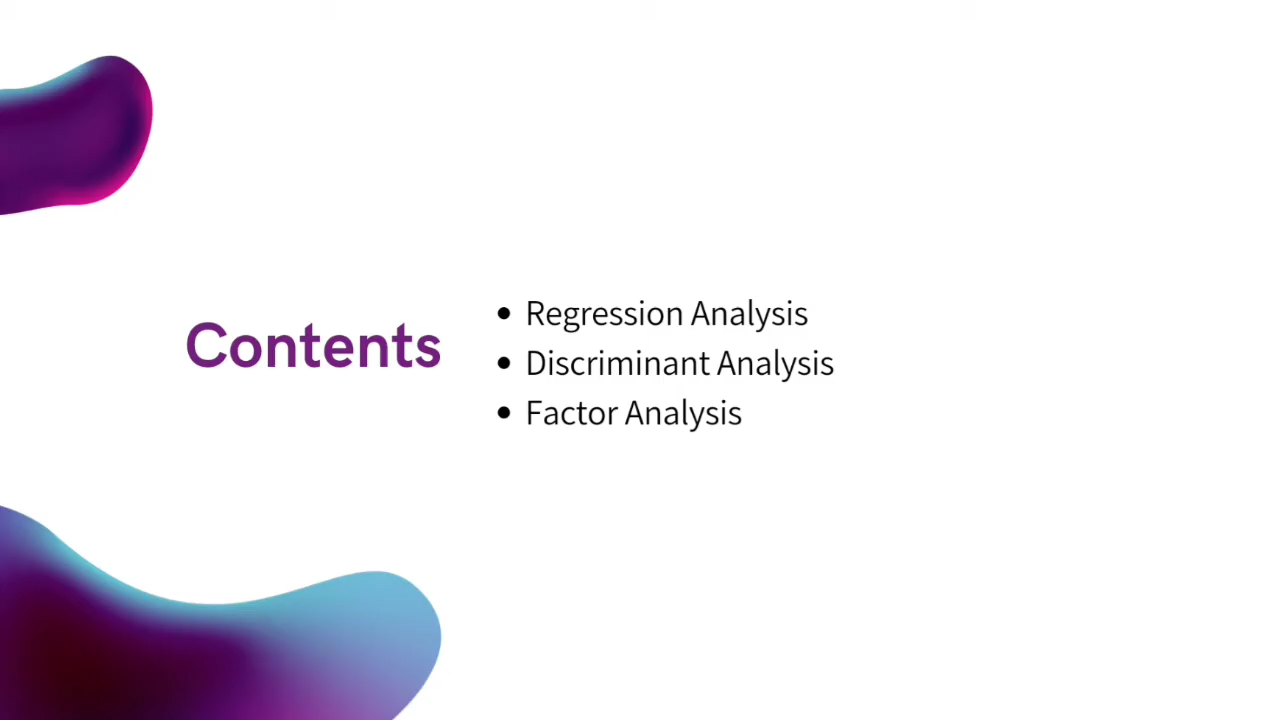 Contents
• Regression Analysis
• Discriminant Analysis
• Factor Analysis